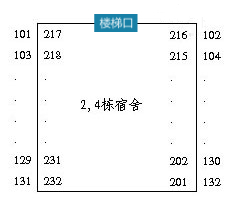 楼梯口
101 217 216 102
103 218 215 104
. . . .
. . . .
2,4栋宿舍
. . . .
. . . .
129 231 202 130
131 232 201 132